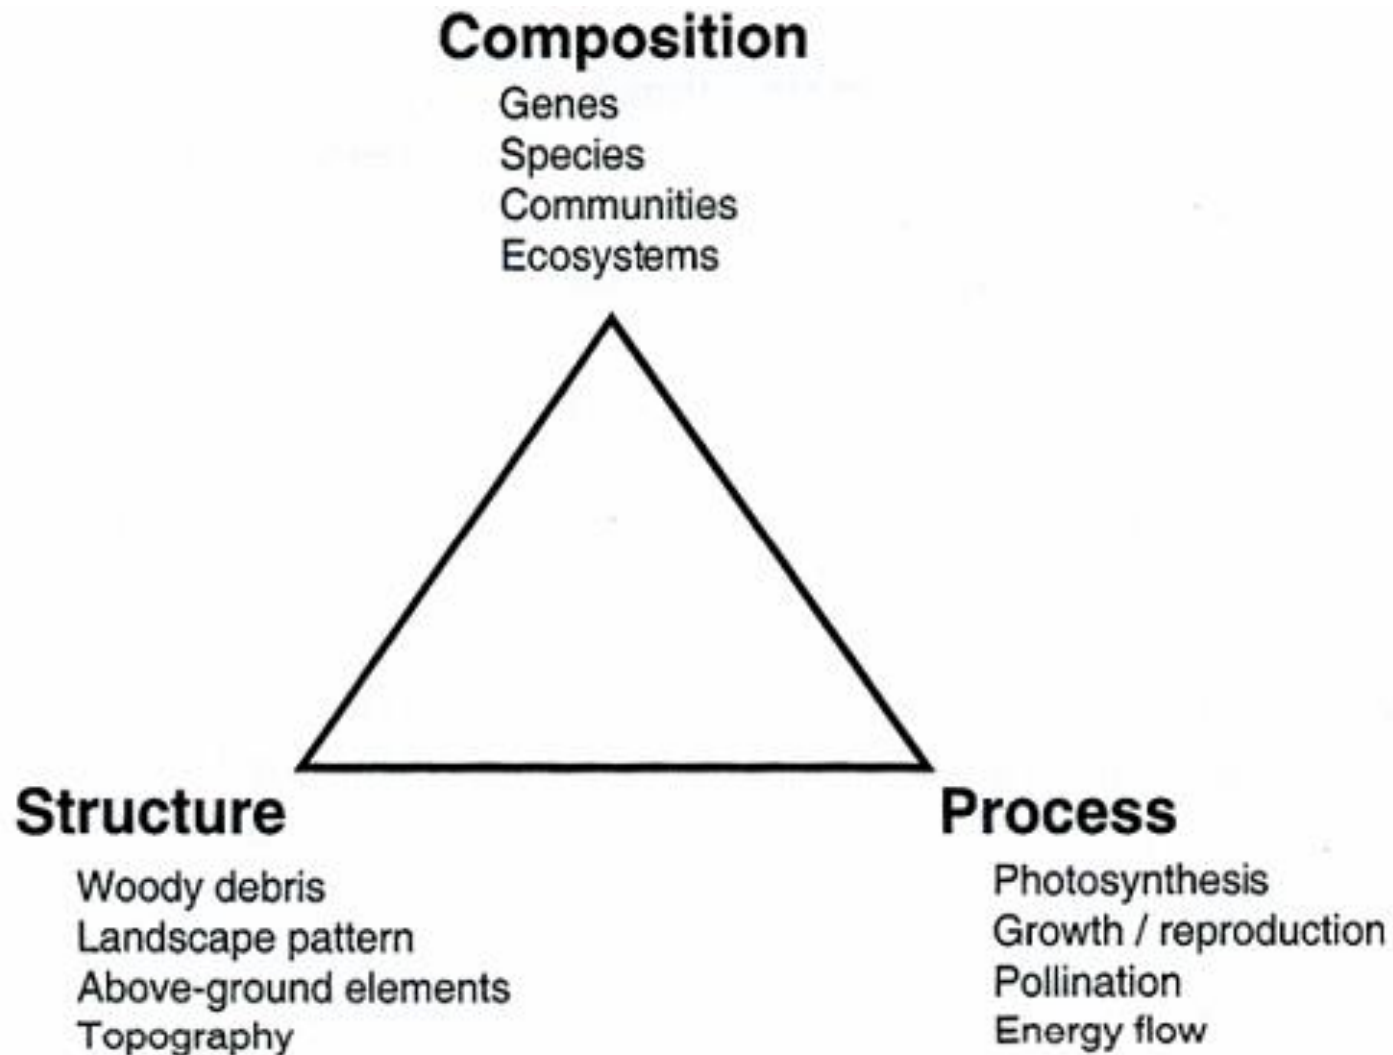 Composition
Genes
Species
Communities
Ecosystems
Structure
Woody debris
Landscape pattern
Above-ground elements
Topography
Process
Photosynthesis
Growth / reproduction
Pollination
Energy flow